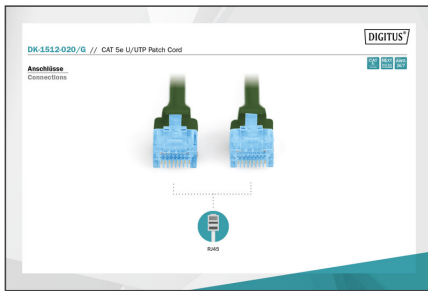 DIGITUS®
DK-1512-020/G // CAT 5e U/UTP Patch Cord
Anschlüsse
Connections
RJ45